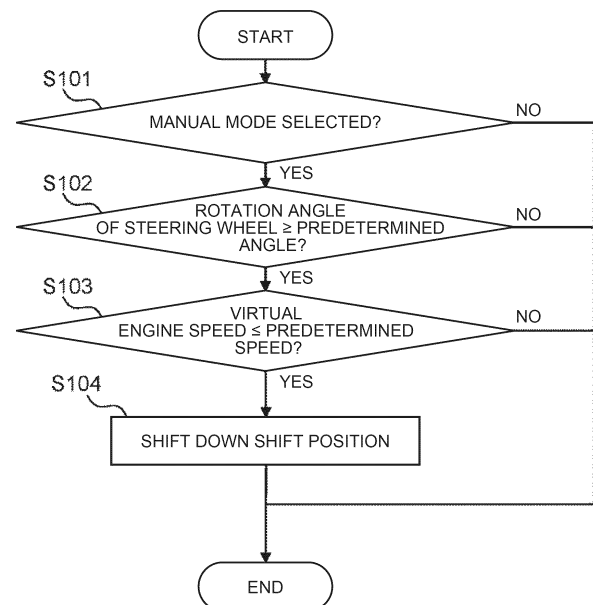 START
S101
MANUAL MODE SELECTED?
NO
YES
S102
ROTATION ANGLE
OF STEERING WHEEL ≥ PREDETERMINED
ANGLE?
NO
YES
S103
VIRTUAL
ENGINE SPEED ≤ PREDETERMINED
SPEED?
NO
YES
S104
SHIFT DOWN SHIFT POSITION
END